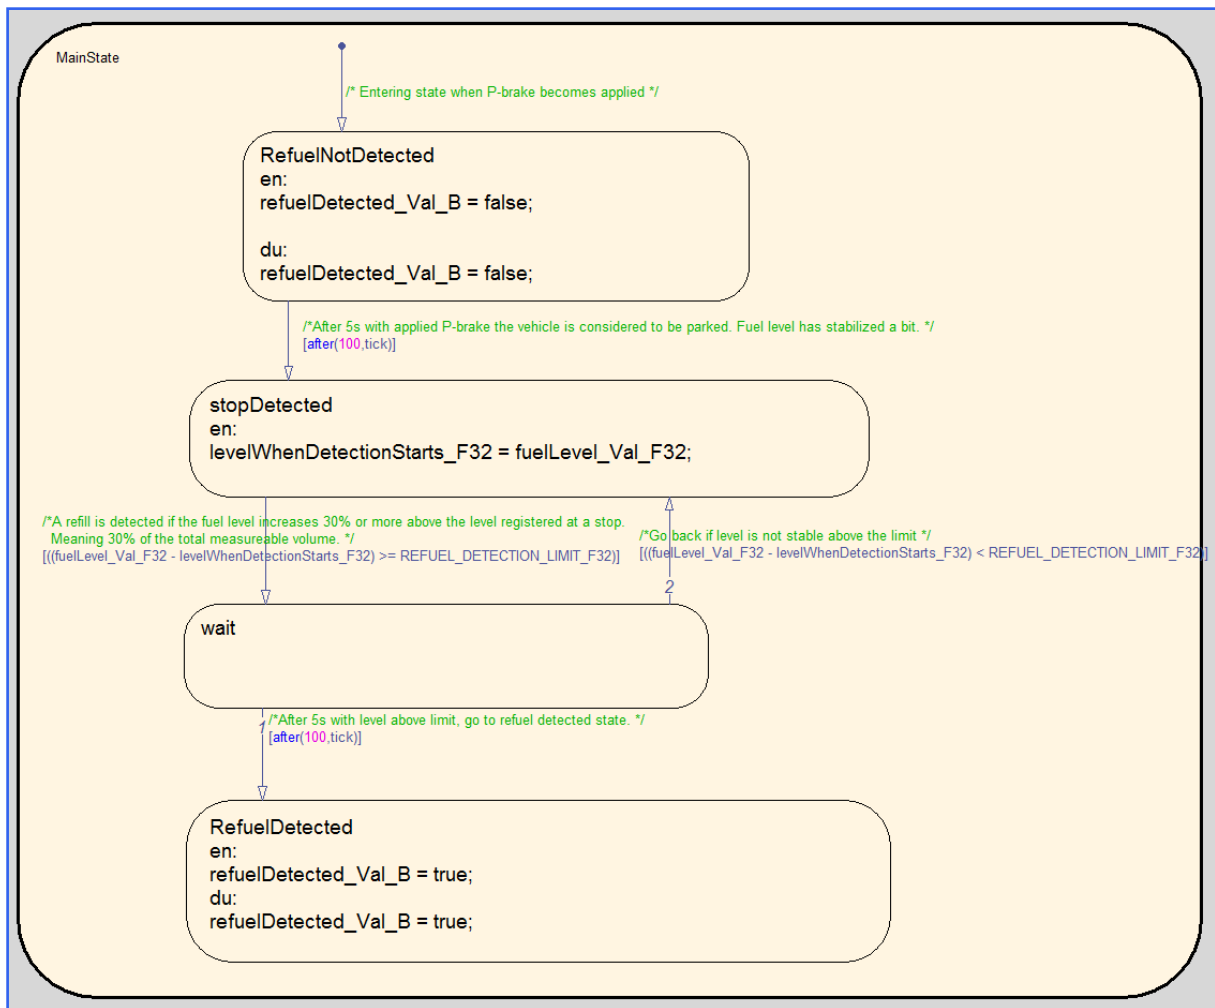 MainState
/* Entering state when P-brake becomes applied */
RefuelNotDetected
en:
refuelDetected_Val_B = false;
du:
refuelDetected_Val_B = false;
/*After 5s with applied P-brake the vehicle is considered to be parked. Fuel level has stabilized a bit. */
[after(100,tick)]
stopDetected
en:
levelWhenDetectionStarts_F32 = fuelLevel_Val_F32;
/*A refill is detected if the fuel level increases 30% or more above the level registered at a stop.
Meaning 30% of the total measureable volume. */
[((fuelLevel_Val_F32 - levelWhenDetectionStarts_F32) >= REFUEL_DETECTION_LIMIT_F32)]
/*Go back if level is not stable above the limit */
[((fuelLevel_Val_F32 - levelWhenDetectionStarts_F32) < REFUEL_DETECTION_LIMIT_F32)]
2
wait
1
/*After 5s with level above limit, go to refuel detected state. */
[after(100,tick)]
RefuelDetected
en:
refuelDetected_Val_B = true;
du:
refuelDetected_Val_B = true;